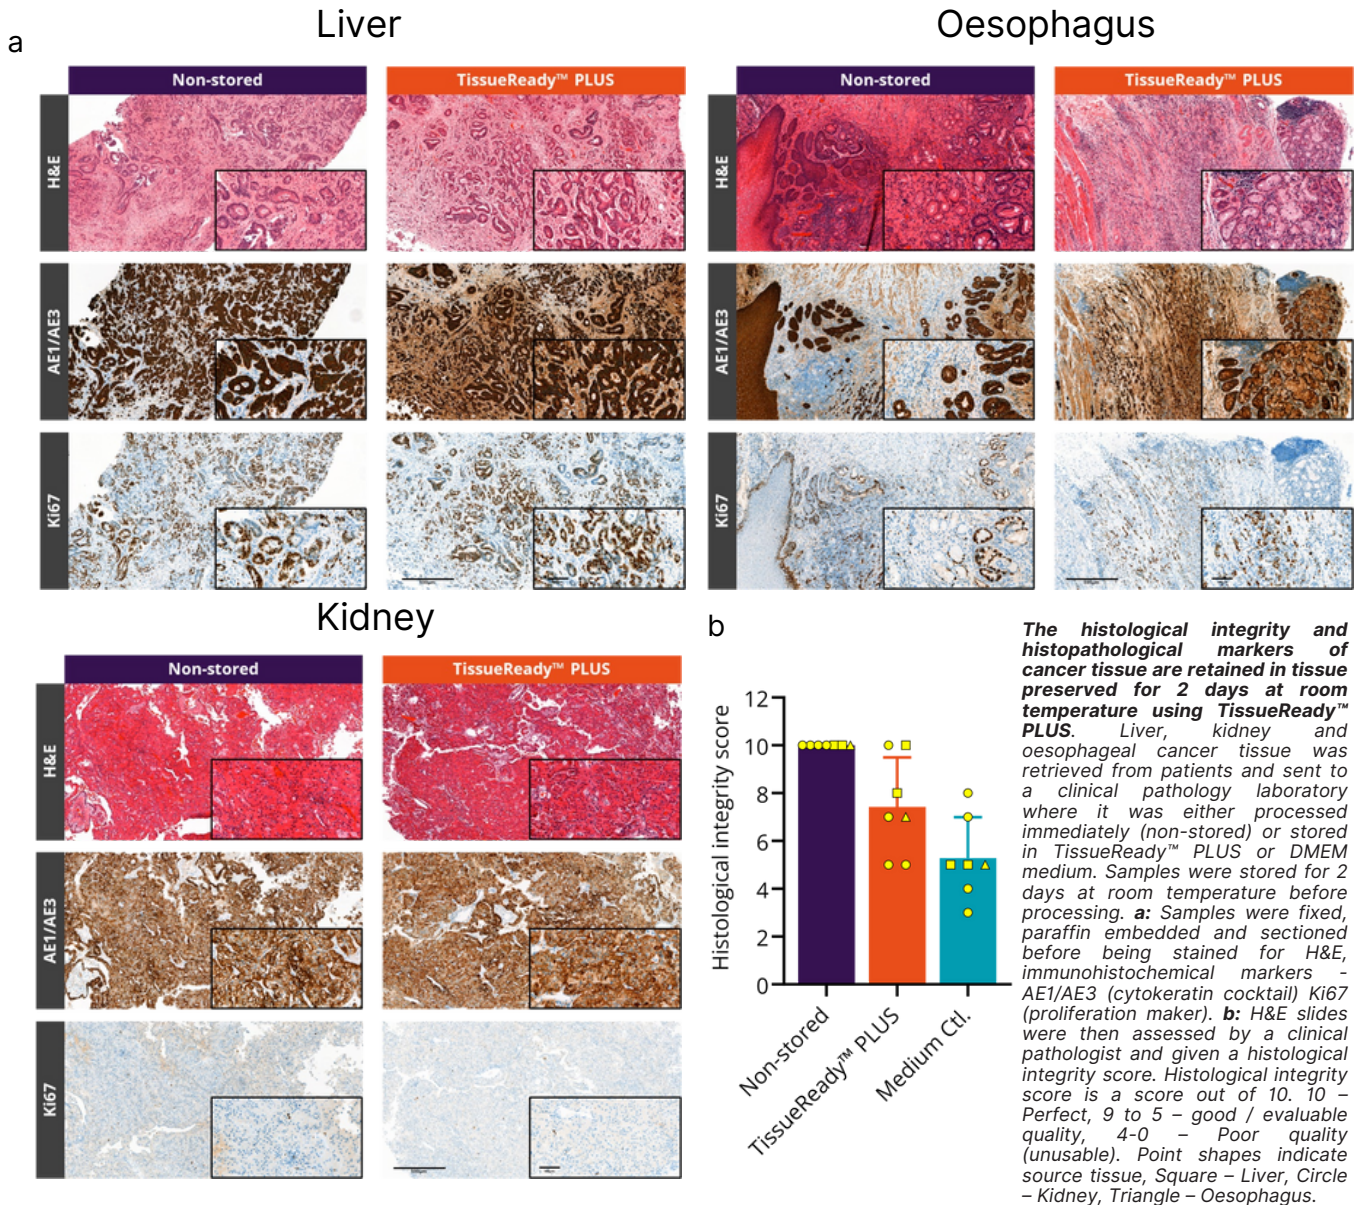 Liver
Oesophagus
a
Non-stored
TissueReady™ PLUS
Non-stored
TissueReady™ PLUS
H&E
H&E
AE1/AE3
AE1/AE3
Ki67
Ki67
Kidney
Non-stored
TissueReady™ PLUS
H&E
AE1/AE3
Ki67
b
Histological integrity score
12
10
8
6
4
2
0
Non-stored
TissueReady™ PLUS
Medium Ctl.
The histological integrity and
histopathological markers of
cancer tissue are retained in tissue
preserved for 2 days at room
temperature using TissueReady™
PLUS. Liver, kidney and
oesophageal cancer tissue was
retrieved from patients and sent to
a clinical pathology laboratory
where it was either processed
immediately (non-stored) or stored
in TissueReady™ PLUS or DMEM
medium. Samples were stored for 2
days at room temperature before
processing. a: Samples were fixed,
paraffin embedded and sectioned
before being stained for H&E,
immunohistochemical markers -
AE1/AE3 (cytokeratin cocktail) Ki67
(proliferation maker). b: H&E slides
were then assessed by a clinical
pathologist and given a histological
integrity score. Histological integrity
score is a score out of 10. 10 –
Perfect, 9 to 5 – good / evaluable
quality, 4-0 – Poor quality
(unusable). Point shapes indicate
source tissue, Square – Liver, Circle
– Kidney, Triangle – Oesophagus.